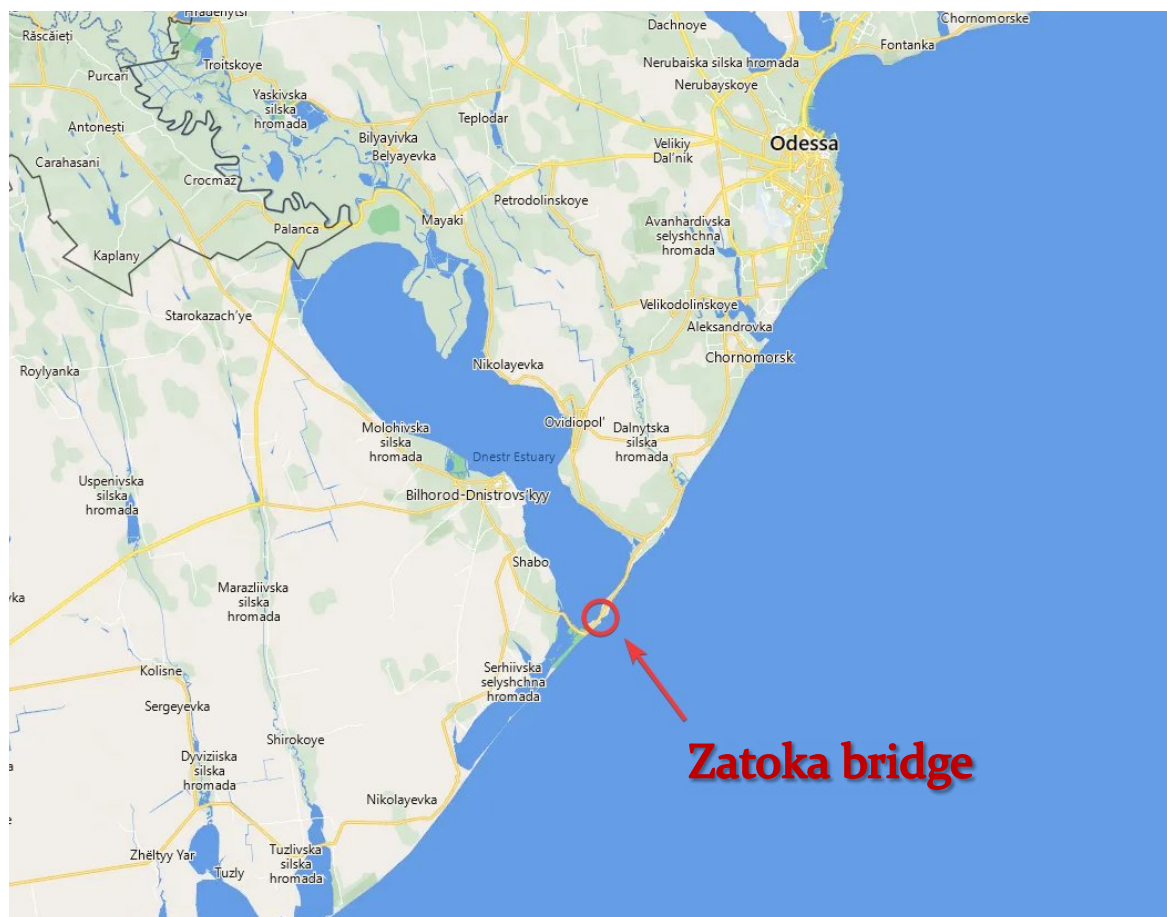 Hradenytsi
Răscăieți
Dachnoye
Chornomorske
Fontanka
Troitskoye
Nerubaiska silska hromada
Purcari
Nerubayskoye
Yaskivska
silska
hromada
Teplodar
Antonești
Bilyayivka
Belyayevka
Velikiy
Dal'nik
Odessa
Carahasani
Crocmaz
Petrodolinskoye
Mayaki
Avanhardivska
selyshchna
hromada
Palanca
Kaplany
Starokazach'ye
Velikodolinskoye
Aleksandrovka
Chornomorsk
Roylyanka
Nikolayevka
Ovidiopol'
Molohivska
silska
hromada
Dalnytska
silska
hromada
Dnestr Estuary
Uspenivska
silska
hromada
Bilhorod-Dnistrovs'kyy
Shabo
vka
Marazliivska
silska
hromada
Serhiivska
selyshchna
hromada
Kolisne
Sergeyevka
Shirokoye
Zatoka bridge
Dyviziiska
silska
hromada
a
Nikolayevka
Zhëltyy Yar
Tuzly
Tuzlivska
silska
hromada